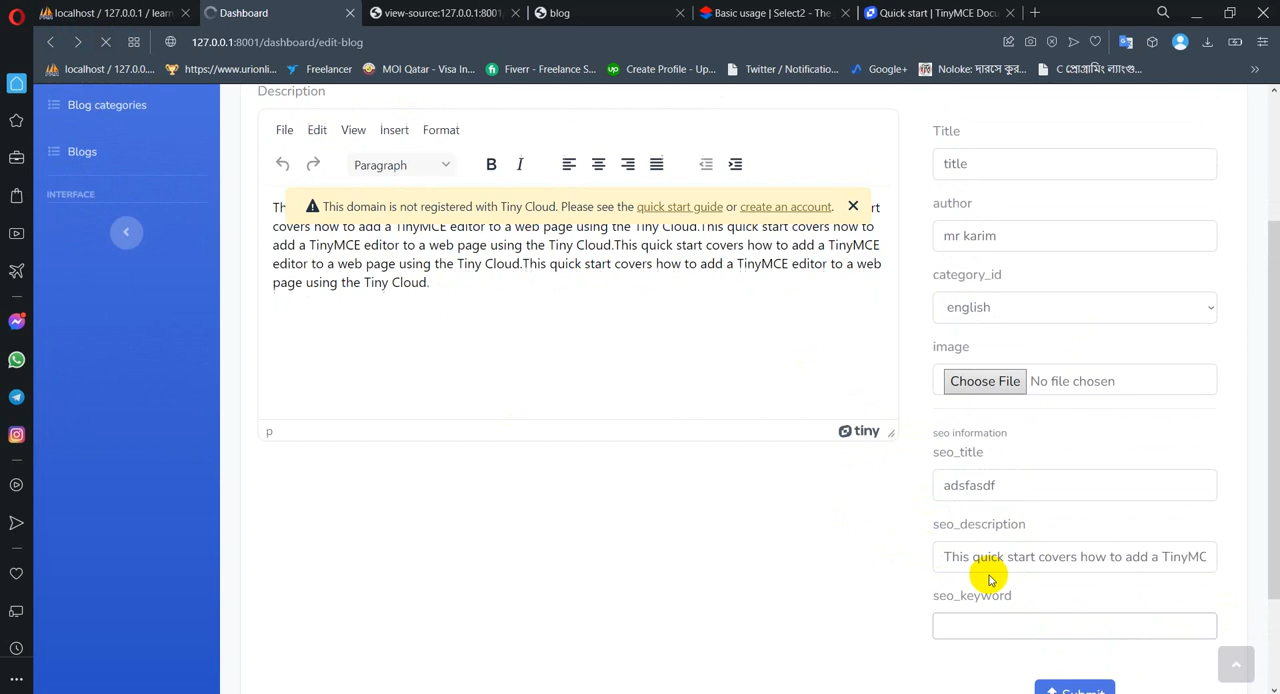 localhost / 127.0.0.1 / learn
Dashboard
view-source:127.0.0.1:8001
blog
Basic usage | Select2 - The
Quick start | TinyMCE Docu
127.0.0.1:8001/dashboard/edit-blog
localhost / 127.0.0....
https://www.urionli...
Freelancer
MOI Qatar - Visa In...
Fiverr - Freelance S...
Create Profile - Up...
Twitter / Notificatio...
Google+
Noloke: দারসে কুর...
C প্রোগ্রামিং ল্যাংগু...
Blog categories
Blogs
INTERFACE
Description
File Edit View Insert Format
Paragraph
B I
This domain is not registered with Tiny Cloud. Please see the quick start guide or create an account.
covers how to add a TinyMCE editor to a web page using the Tiny Cloud.This quick start covers how to
add a TinyMCE editor to a web page using the Tiny Cloud.This quick start covers how to add a TinyMCE
editor to a web page using the Tiny Cloud.This quick start covers how to add a TinyMCE editor to a web
page using the Tiny Cloud.
p
tiny
Title
title
author
mr karim
category_id
english
image
Choose File No file chosen
seo information
seo_title
adsfasdf
seo_description
This quick start covers how to add a TinyMC
seo_keyword
Submit